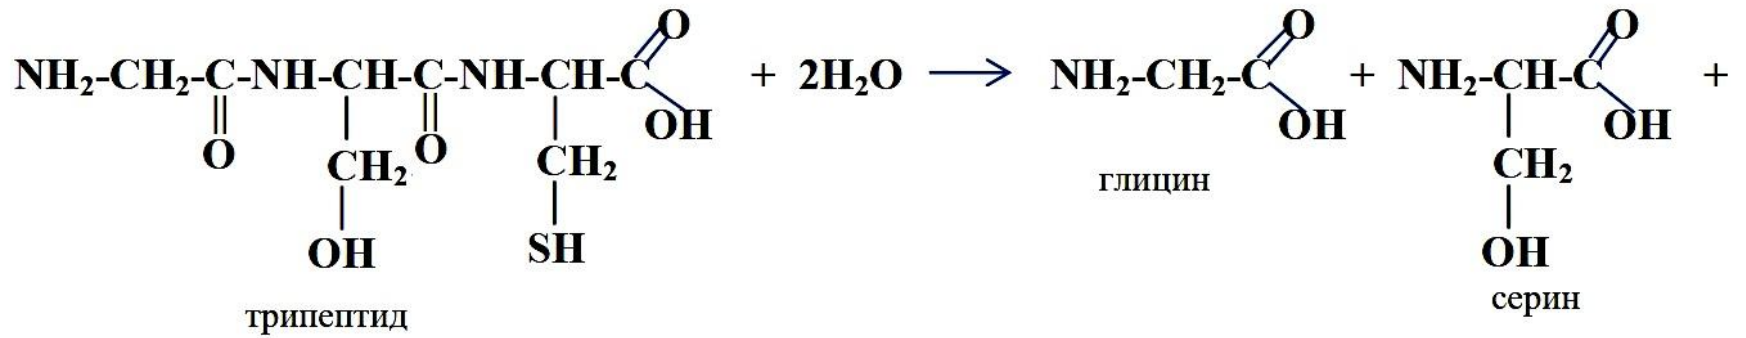 NH₂-CH₂-C-NH-CH-C-NH-CH-C + 2H₂O → NH₂-CH₂-C + NH₂-CH-C +
O O O
OH OH OH
O CH₂ O CH₂ CH₂
OH SH OH
глицин
трипептид серин